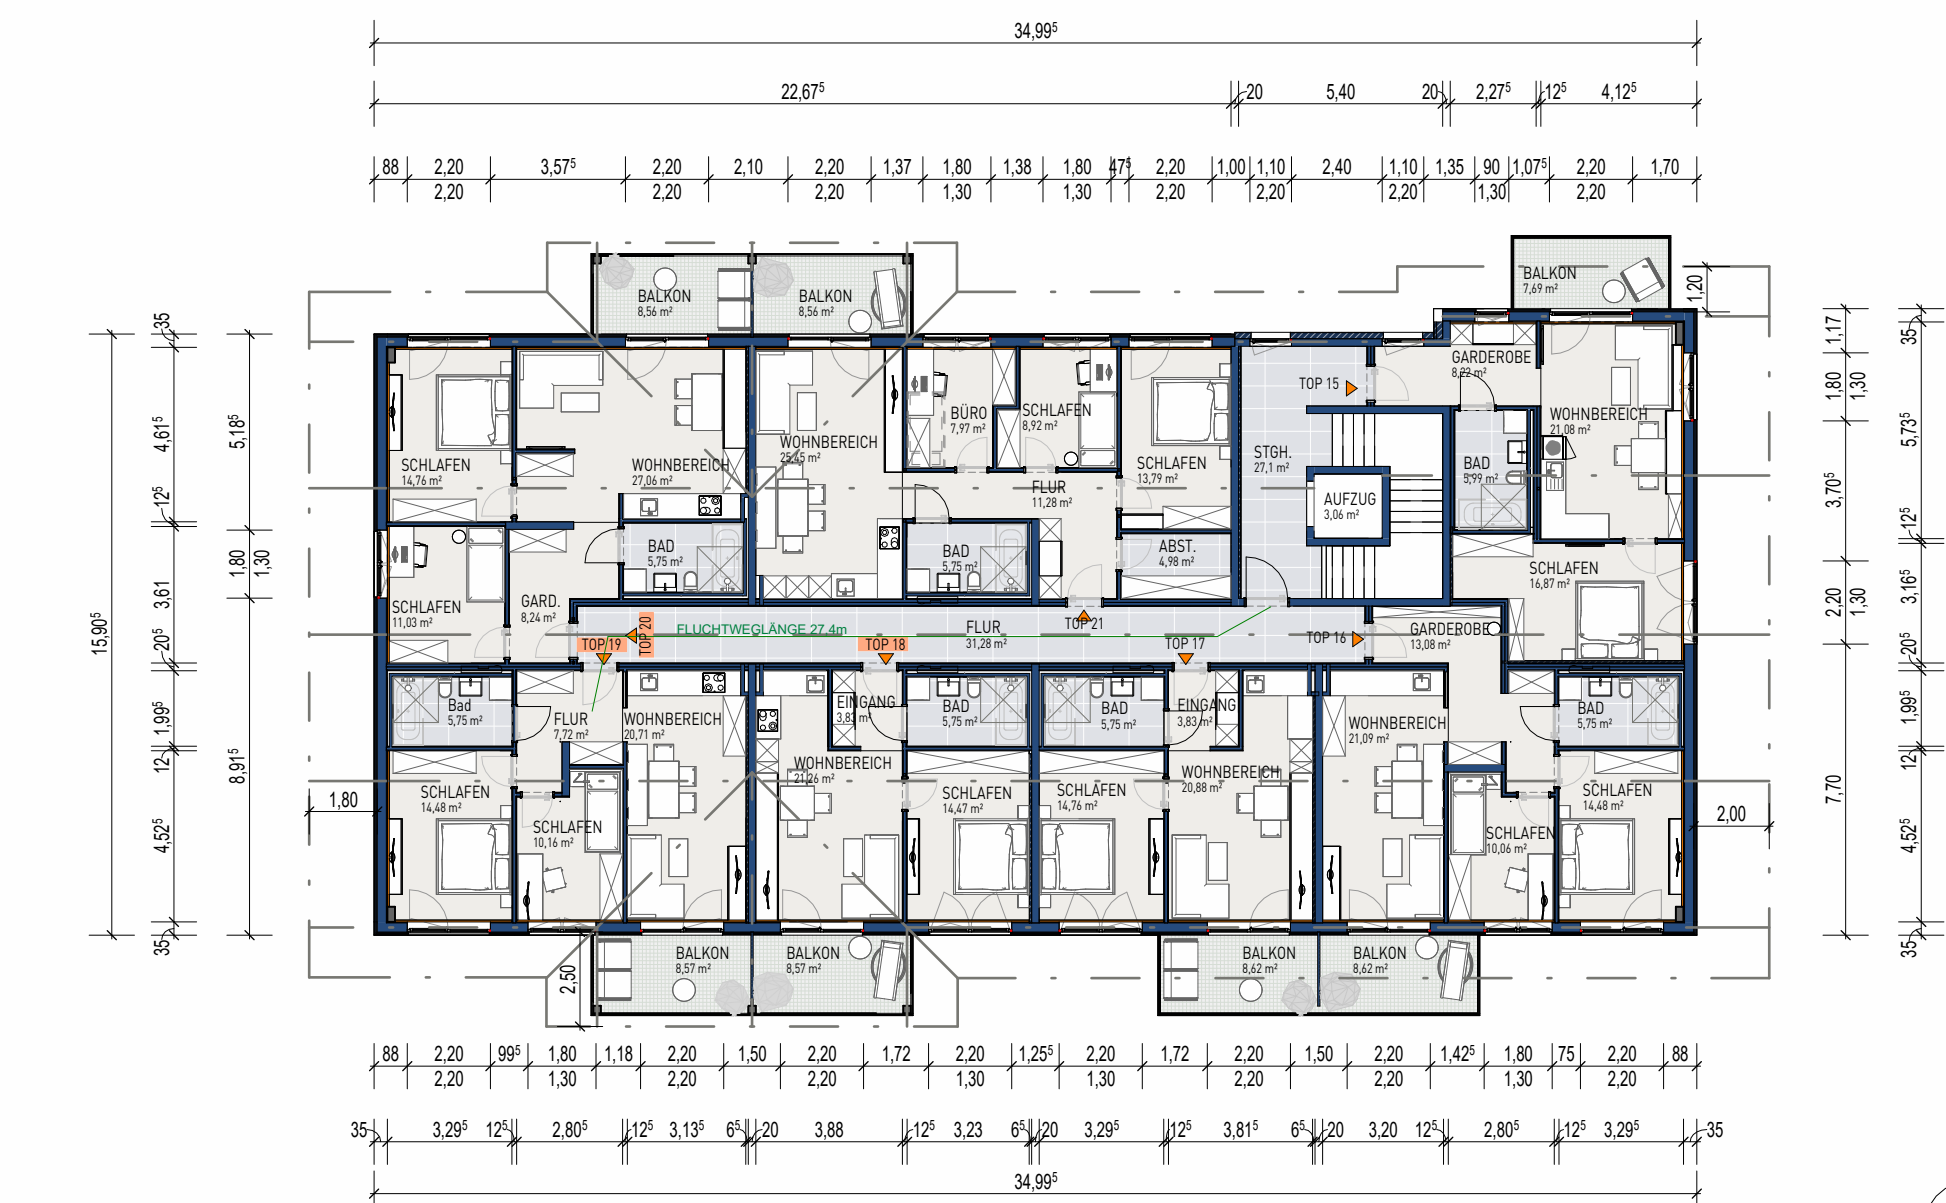 34,99⁵
22,67⁵ 20 5,40 20 2,27⁵ 12⁵ 4,12⁵
88 2,20 3,57⁵ 2,20 2,10 2,20 1,37 1,80 1,38 1,80 47⁵ 2,20 1,00 1,10 2,40 1,10 1,35 90 1,07⁵ 2,20 1,70
2,20 2,20 2,20 1,30 1,30 2,20 2,20 2,20 1,30 2,20
BALKON
8,56 m²
BALKON
8,56 m²
BALKON
7,69 m²
1,20
15,90⁵
35
4,61⁵
12⁵
3,61
20⁵
1,99⁵
12
4,52⁵
35
5,18⁵
1,80
1,30
8,91⁵
SCHLAFEN
14,76 m²
WOHNBEREICH
27,06 m²
WOHNBEREICH
25,45 m²
BÜRO
7,97 m²
SCHLAFEN
8,92 m²
SCHLAFEN
13,79 m²
FLUR
11,28 m²
STGH.
27,1 m²
TOP 15
AUFZUG
3,06 m²
GARDEROBE
8,22 m²
BAD
5,99 m²
WOHNBEREICH
21,08 m²
SCHLAFEN
11,03 m²
GARD.
8,24 m²
BAD
5,75 m²
BAD
5,75 m²
ABST.
4,98 m²
SCHLAFEN
16,87 m²
TOP 19
TOP 20
FLUCHTWEGLÄNGE 27.4m
TOP 18
FLUR
31,28 m²
TOP 21
TOP 17
TOP 16
GARDEROBE
13,08 m²
Bad
5,75 m²
FLUR
7,72 m²
WOHNBEREICH
20,71 m²
EINGANG
3,83 m²
BAD
5,75 m²
BAD
5,75 m²
EINGANG
3,83 m²
WOHNBEREICH
21,09 m²
BAD
5,75 m²
SCHLAFEN
14,48 m²
SCHLAFEN
10,16 m²
WOHNBEREICH
21,26 m²
SCHLAFEN
14,47 m²
SCHLAFEN
14,76 m²
WOHNBEREICH
20,88 m²
SCHLAFEN
10,06 m²
SCHLAFEN
14,48 m²
1,17
1,80
1,30
3,70⁵
2,20
1,30
7,70
35
5,73⁵
12⁵
3,16⁵
20⁵
1,99⁵
12
4,52⁵
35
1,80
2,00
2,50
BALKON
8,57 m²
BALKON
8,57 m²
BALKON
8,62 m²
BALKON
8,62 m²
88 2,20 99⁵ 1,80 1,18 2,20 1,50 2,20 1,72 2,20 1,25⁵ 2,20 1,72 2,20 1,50 2,20 1,42⁵ 1,80 75 2,20 88
2,20 1,30 2,20 2,20 1,30 1,30 2,20 2,20 1,30 2,20
35 3,29⁵ 12⁵ 2,80⁵ 12⁵ 3,13⁵ 6⁵ 20 3,88 12⁵ 3,23 6⁵ 20 3,29⁵ 12⁵ 3,81⁵ 6⁵ 20 3,20 12⁵ 2,80⁵ 12⁵ 3,29⁵ 35
34,99⁵